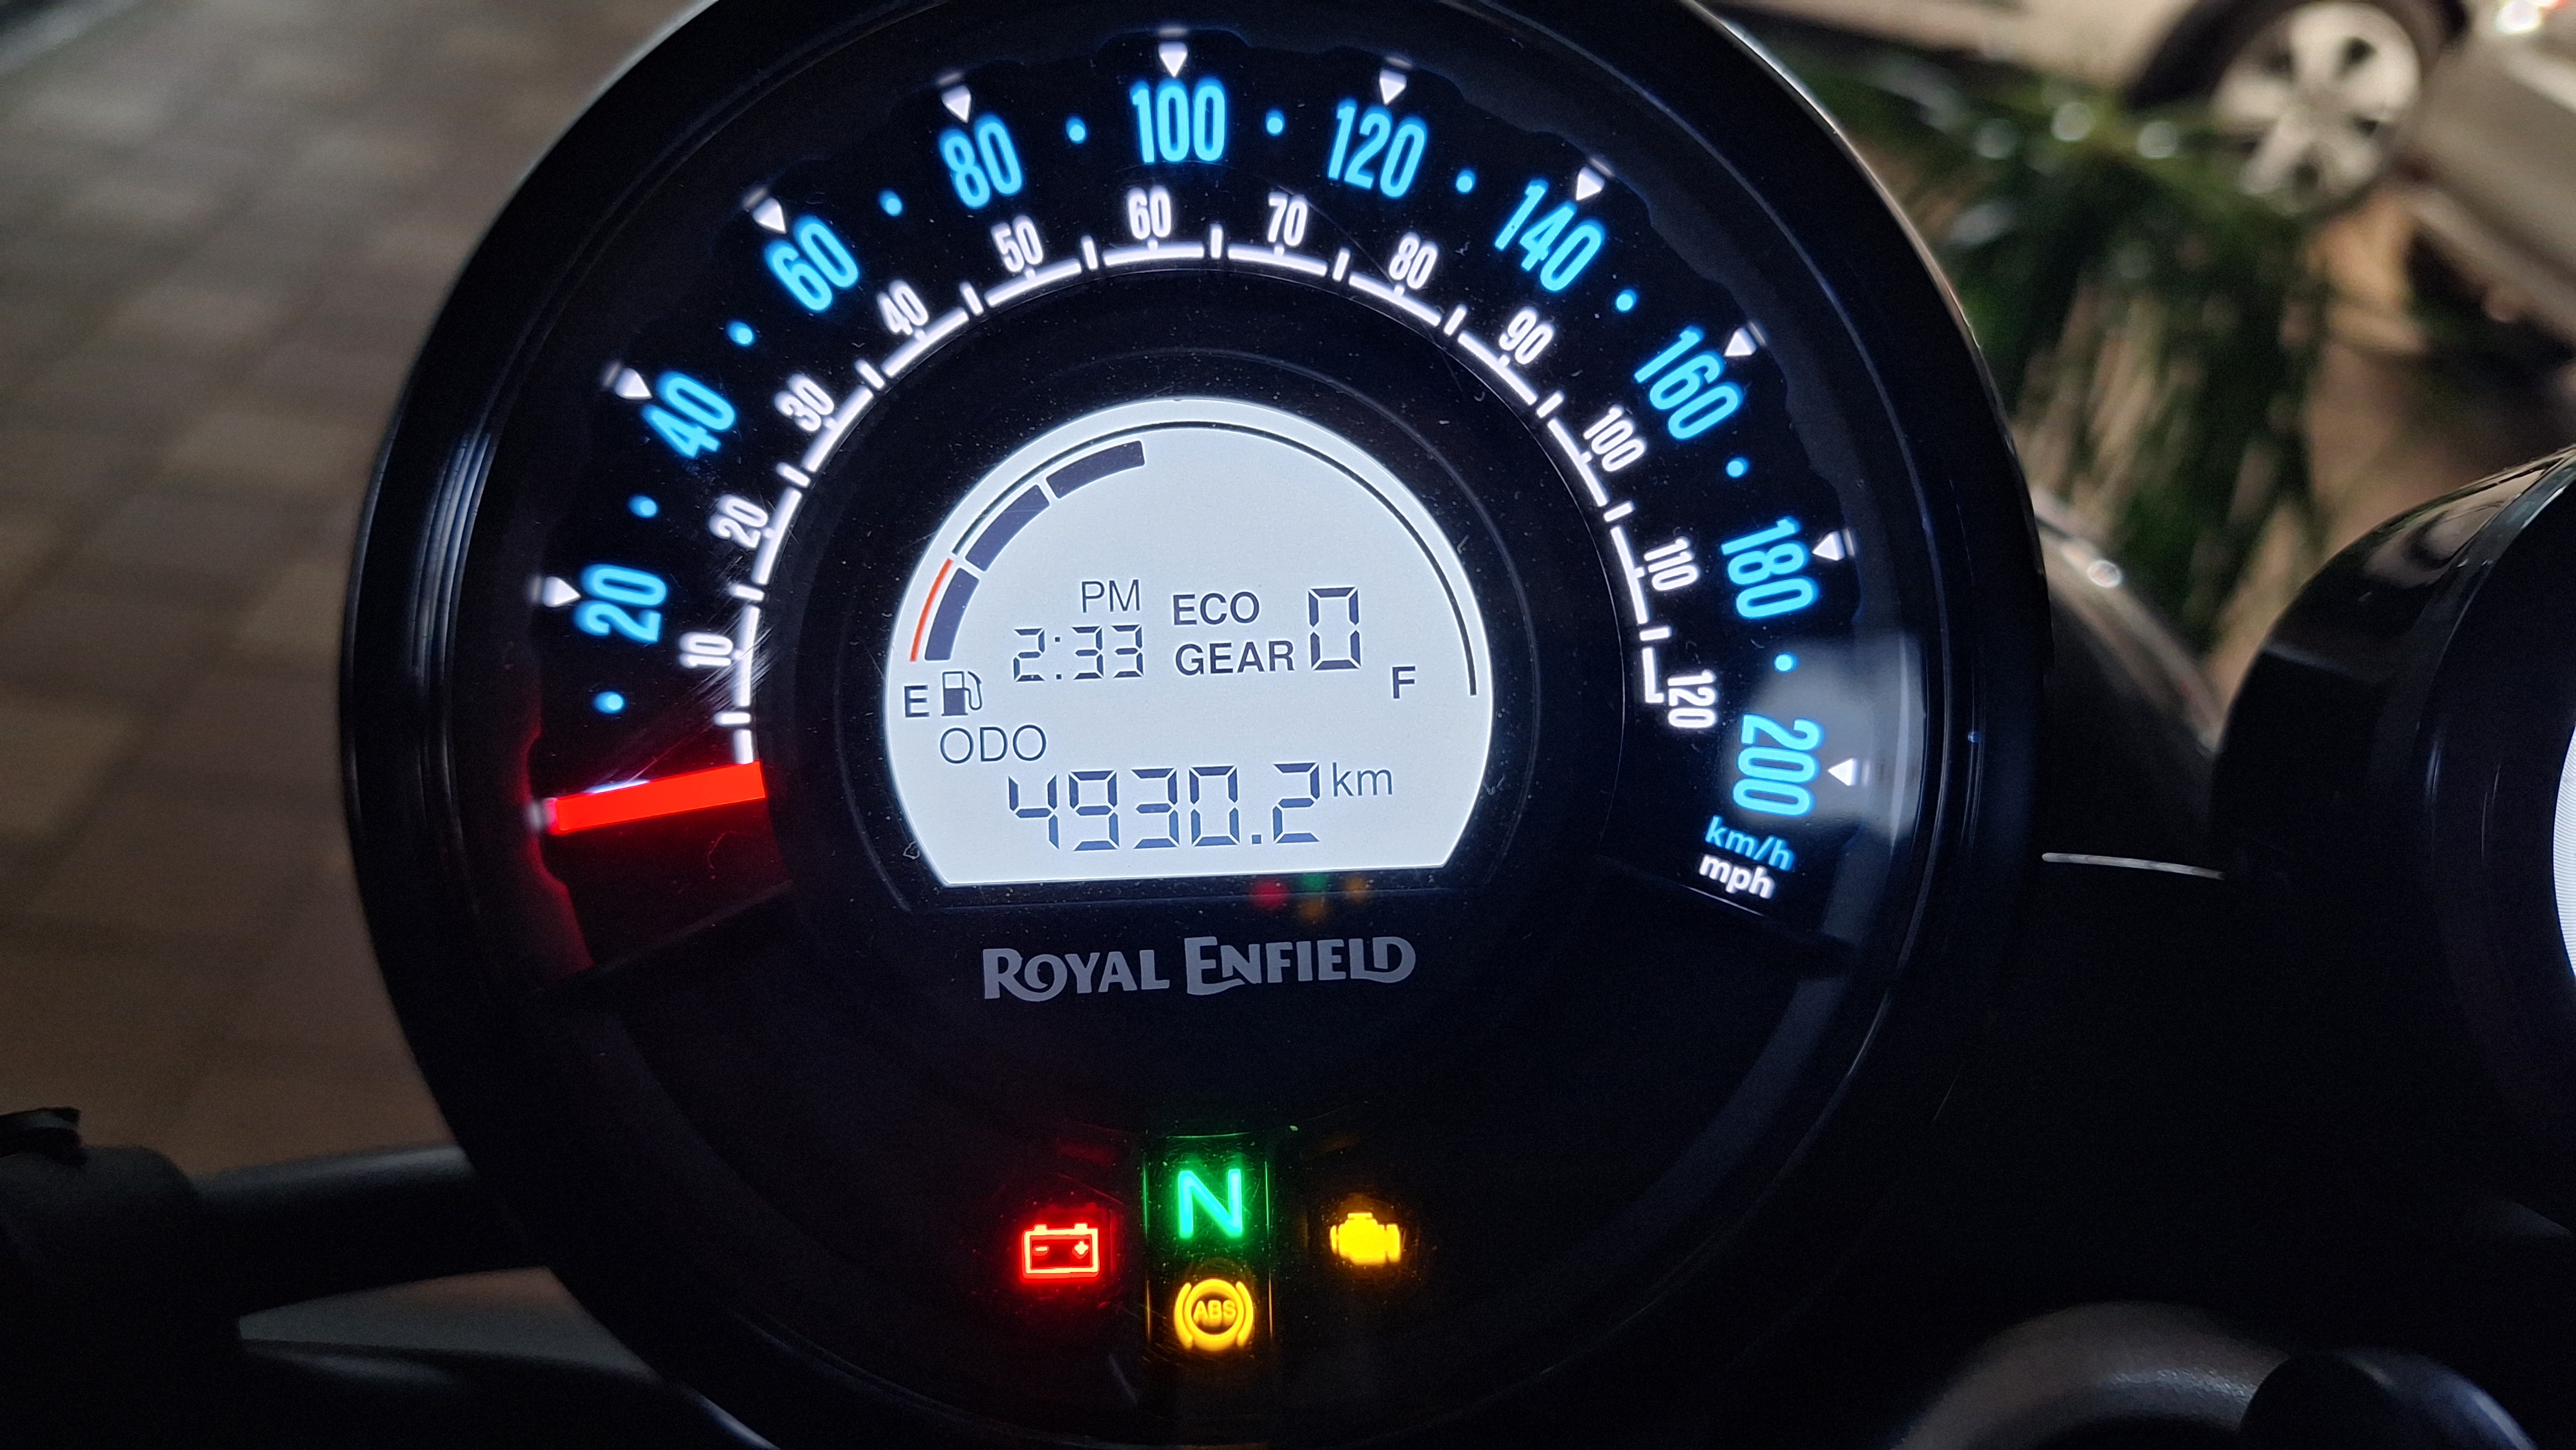 20 40 60 80 100 120 140 160 180 200
km/h
10 20 30 40 50 60 70 80 90 100 110 120
mph
PM ECO
2:33 GEAR 0
E F
ODO
4930.2 km
ROYAL ENFIELD
N
ABS